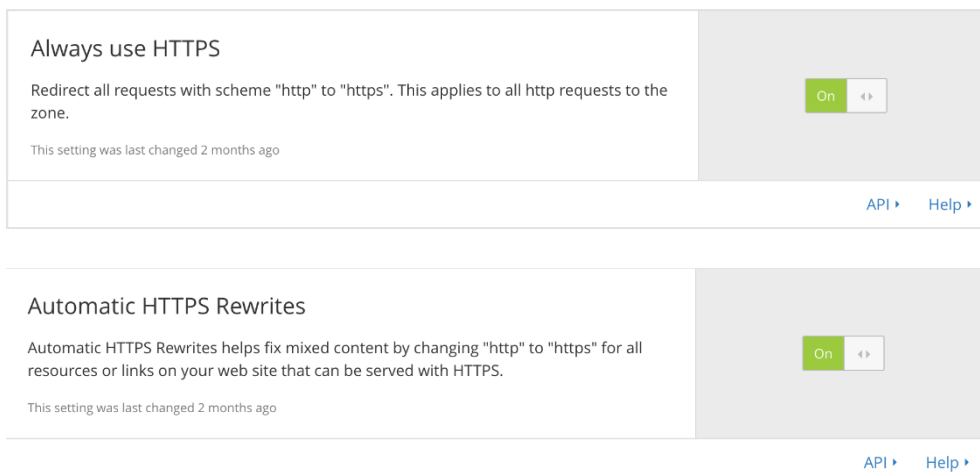 Always use HTTPS
Redirect all requests with scheme "http" to "https". This applies to all http requests to the
zone.
This setting was last changed 2 months ago
On
API
Help
Automatic HTTPS Rewrites
Automatic HTTPS Rewrites helps fix mixed content by changing "http" to "https" for all
resources or links on your web site that can be served with HTTPS.
This setting was last changed 2 months ago
On
API
Help